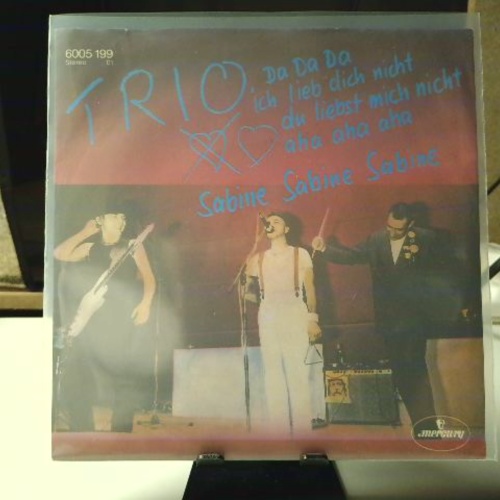 6005 199
Stereo
TRIO
Da Da Da
ich lieb dich nicht
du liebst mich nicht
aha aha aha
Sabine Sabine Sabine
mercury